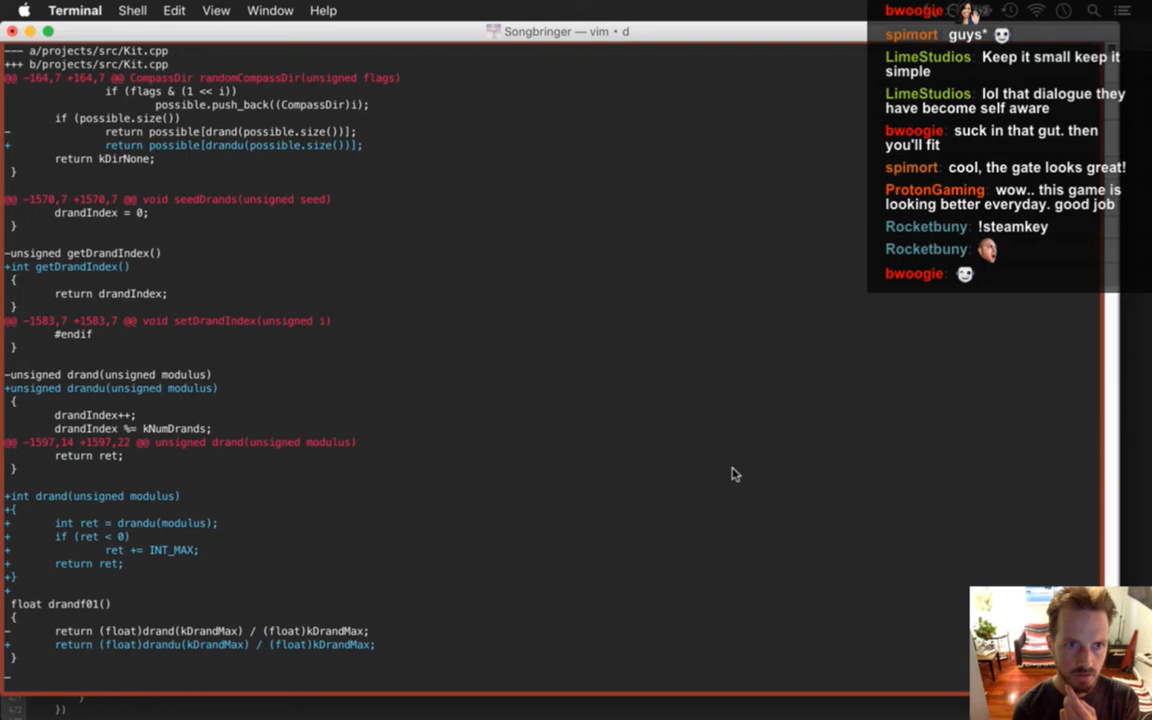 Terminal Shell Edit View Window Help
Songbringer — vim • d
--- a/projects/src/Kit.cpp
+++ b/projects/src/Kit.cpp
@@ -164,7 +164,7 @@ CompassDir randomCompassDir(unsigned flags)
if (flags & (1 << i))
possible.push_back((CompassDir)i);
if (possible.size())
- return possible[drand(possible.size())];
+ return possible[drandu(possible.size())];
return kDirNone;
}
@@ -1570,7 +1570,7 @@ void seedDrands(unsigned seed)
drandIndex = 0;
}
-unsigned getDrandIndex()
+int getDrandIndex()
{
return drandIndex;
}
@@ -1583,7 +1583,7 @@ void setDrandIndex(unsigned i)
#endif
}
-unsigned drand(unsigned modulus)
+unsigned drandu(unsigned modulus)
{
drandIndex++;
drandIndex %= kNumDrands;
@@ -1597,14 +1597,22 @@ unsigned drand(unsigned modulus)
return ret;
}
+int drand(unsigned modulus)
+{
+ int ret = drandu(modulus);
+ if (ret < 0)
+ ret += INT_MAX;
+ return ret;
+}
+
float drandf01()
{
- return (float)drand(kDrandMax) / (float)kDrandMax;
+ return (float)drandu(kDrandMax) / (float)kDrandMax;
}
472 })
bwoogie:
spimort guys*
LimeStudios: Keep it small keep it
simple
LimeStudios: lol that dialogue they
have become self aware
bwoogie: suck in that gut. then
you'll fit
spimort: cool, the gate looks great!
ProtonGaming: wow.. this game is
looking better everyday. good job
Rocketbuny: !steamkey
Rocketbuny:
bwoogie: